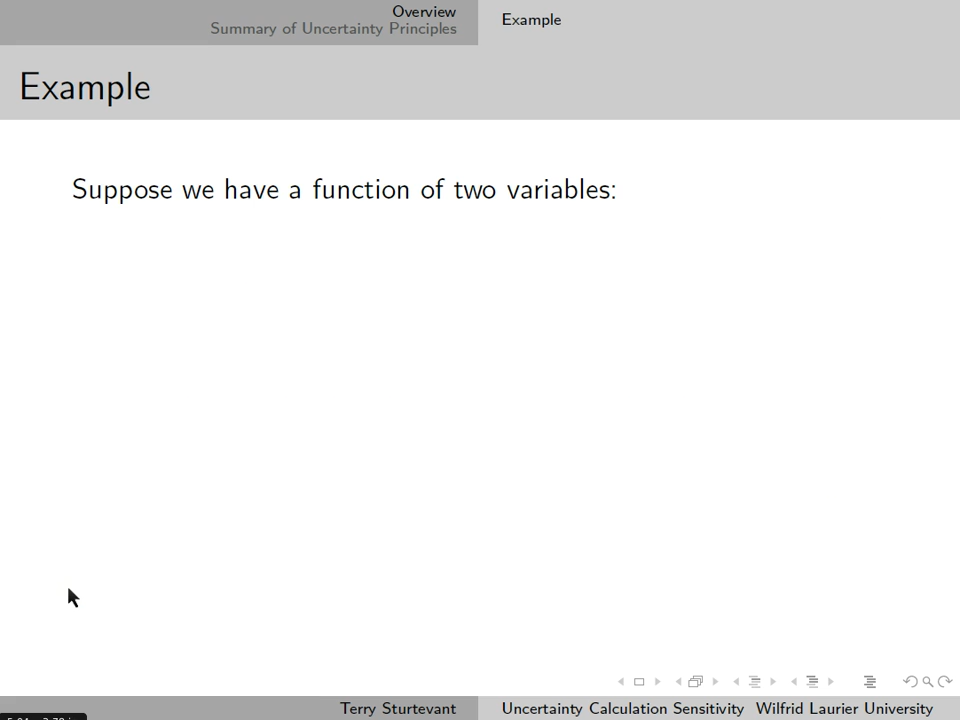 Overview
Summary of Uncertainty Principles
Example
Example
Suppose we have a function of two variables:
Terry Sturtevant
Uncertainty Calculation Sensitivity Wilfrid Laurier University